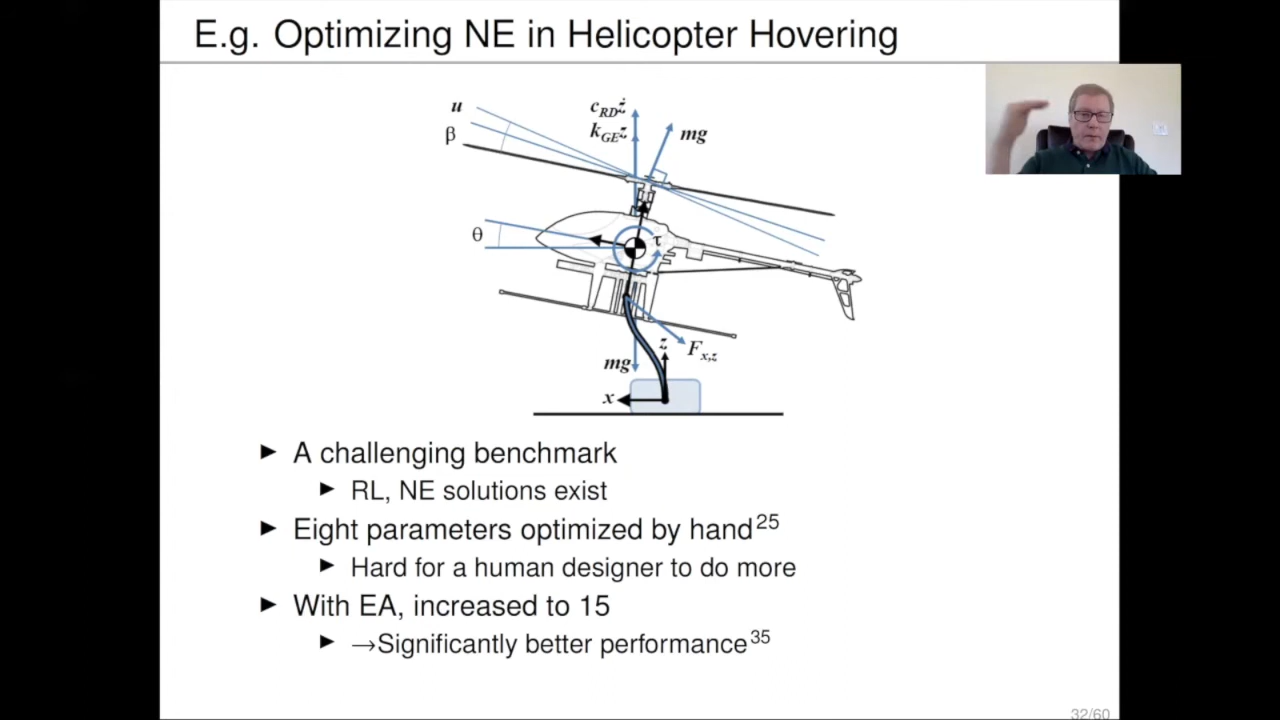 E.g. Optimizing NE in Helicopter Hovering
u
β
c_RD ż
k_GE z
mg
θ
τ
F_x,z
z
mg
x
► A challenging benchmark
► RL, NE solutions exist
► Eight parameters optimized by hand25
► Hard for a human designer to do more
► With EA, increased to 15
► →Significantly better performance35
32/60